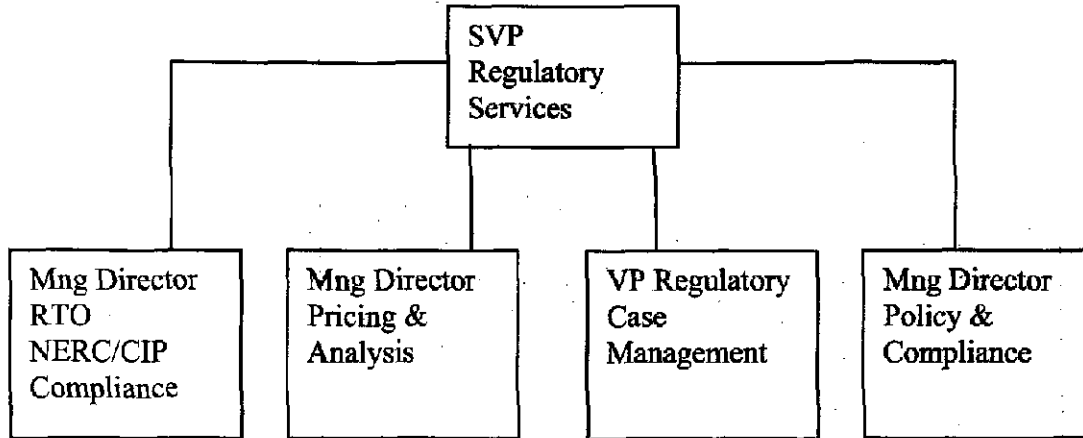 SVP
Regulatory
Services
Mng Director
RTO
NERC/CIP
Compliance
Mng Director
Pricing &
Analysis
VP Regulatory
Case
Management
Mng Director
Policy &
Compliance